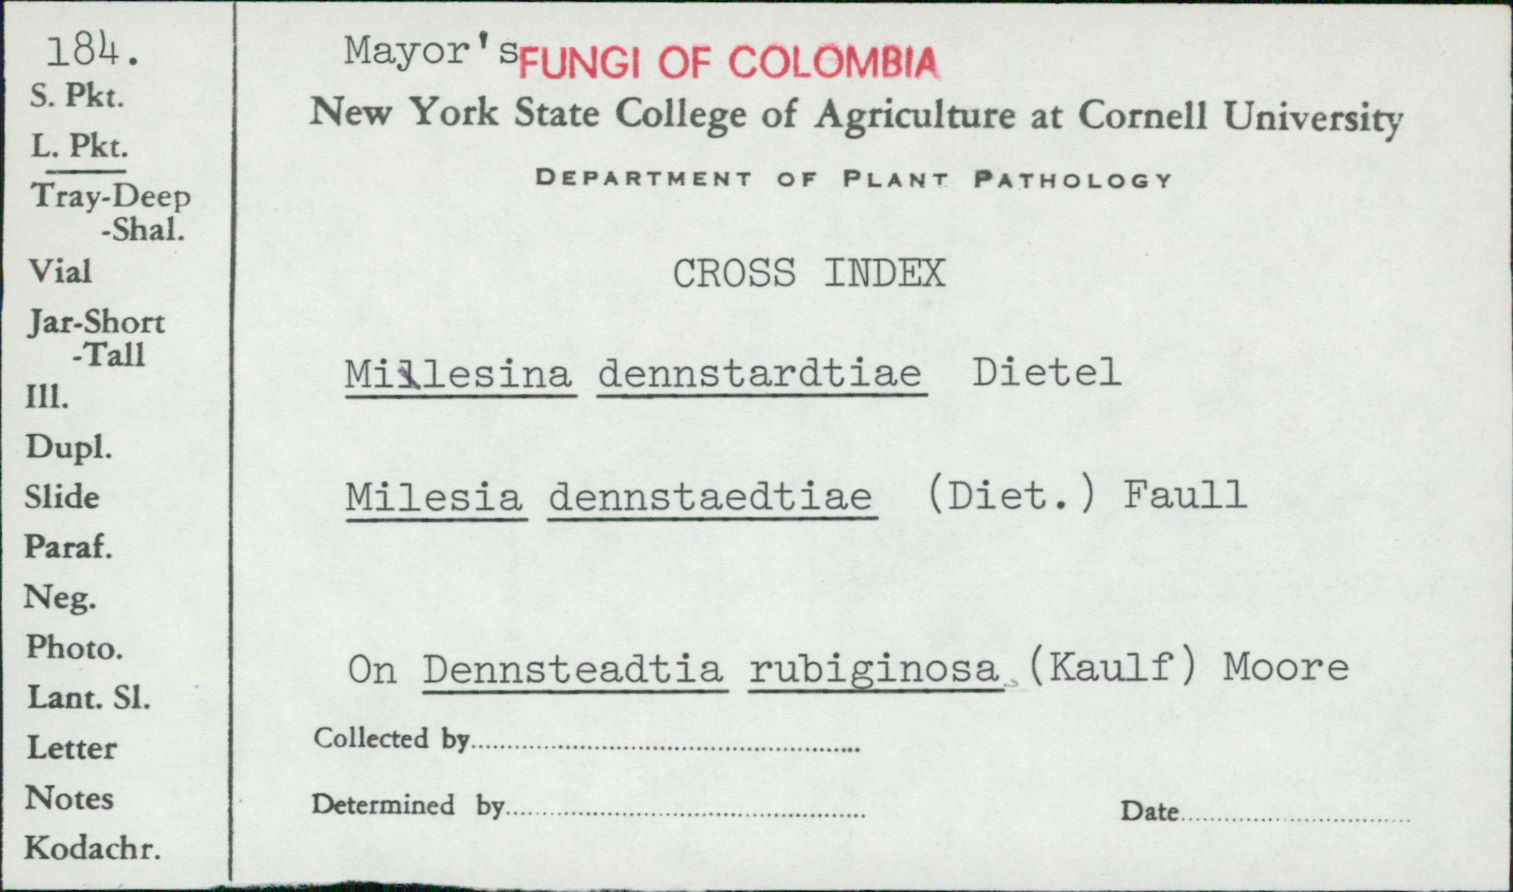 184.
S. Pkt.
L. Pkt.
Tray-Deep
-Shal.
Vial
Jar-Short
-Tall
Ill.
Dupl.
Slide
Paraf.
Neg.
Photo.
Lant. Sl.
Letter
Notes
Kodachr.
Mayor's FUNGI OF COLOMBIA
New York State College of Agriculture at Cornell University
DEPARTMENT OF PLANT PATHOLOGY
CROSS INDEX
Millesina dennstardtiae Dietel
Milesia dennstaedtiae (Diet.) Faull
On Dennsteadtia rubiginosa (Kaulf) Moore
Collected by
Determined by
Date